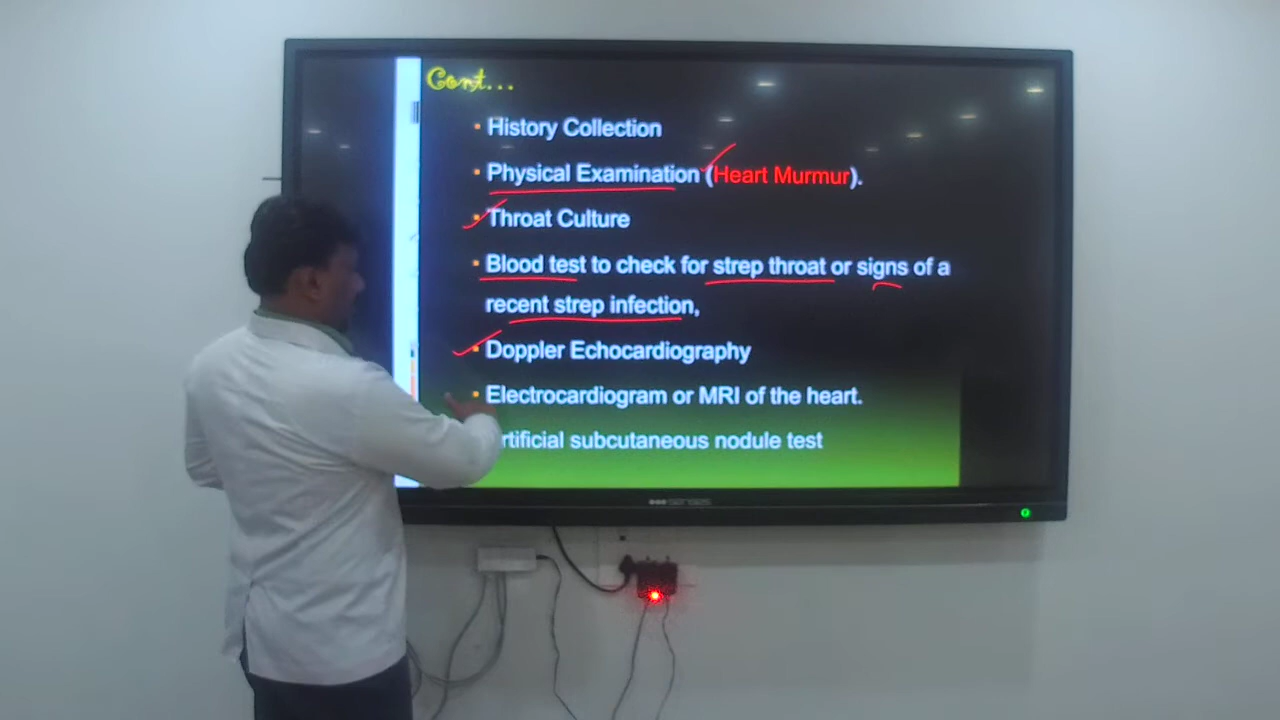 Cont...
▪ History Collection
▪ Physical Examination (Heart Murmur).
▪ Throat Culture
▪ Blood test to check for strep throat or signs of a
recent strep infection,
▪ Doppler Echocardiography
▪ Electrocardiogram or MRI of the heart.
rtificial subcutaneous nodule test